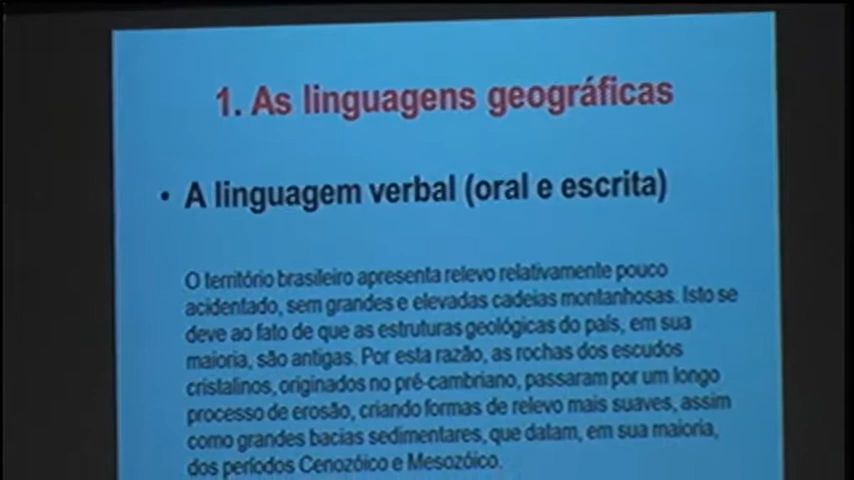 1. As linguagens geográficas
• A linguagem verbal (oral e escrita)
O território brasileiro apresenta relevo relativamente pouco
acidentado, sem grandes e elevadas cadeias montanhosas. Isto se
deve ao fato de que as estruturas geológicas do país, em sua
maioria, são antigas. Por esta razão, as rochas dos escudos
cristalinos, originados no pré-cambriano, passaram por um longo
processo de erosão, criando formas de relevo mais suaves, assim
como grandes bacias sedimentares, que datam, em sua maioria,
dos períodos Cenozóico e Mesozóico.